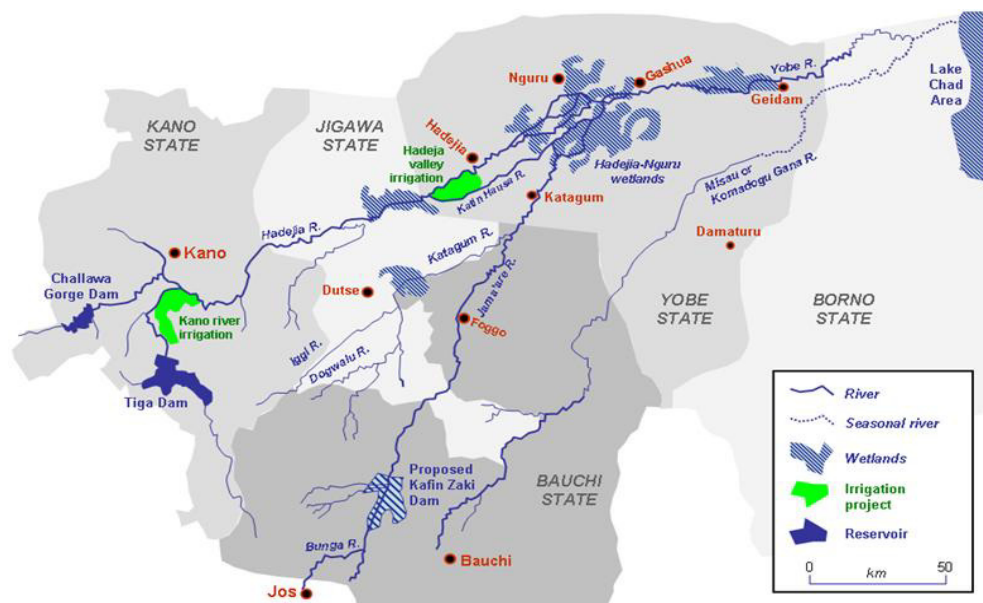 Nguru
Gashua
Yobe R.
Geidam
Lake
Chad
Area
KANO
STATE
JIGAWA
STATE
Hadejia
Hadeja
valley
irrigation
Hadejia-Nguru
wetlands
Katin Hausa R.
Katagum
Misau or
Komadogu Gana R.
Hadejia R.
Kano
Katagum R.
Damaturu
Challawa
Gorge Dam
Dutse
Jama'are R.
Kano river
irrigation
Foggo
YOBE
STATE
BORNO
STATE
Iggi R.
Dogwalu R.
Tiga Dam
Proposed
Kafin Zaki
Dam
BAUCHI
STATE
Bunga R.
Bauchi
Jos
River
Seasonal river
Wetlands
Irrigation
project
Reservoir
0 50
km